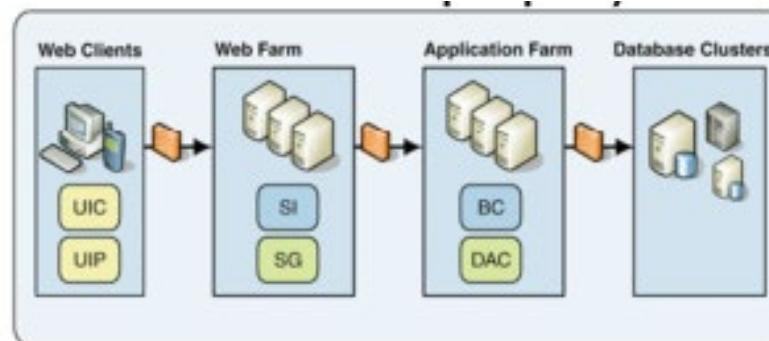 Web Clients
Web Farm
Application Farm
Database Clusters
UIC
SI
BC
UIP
SG
DAC